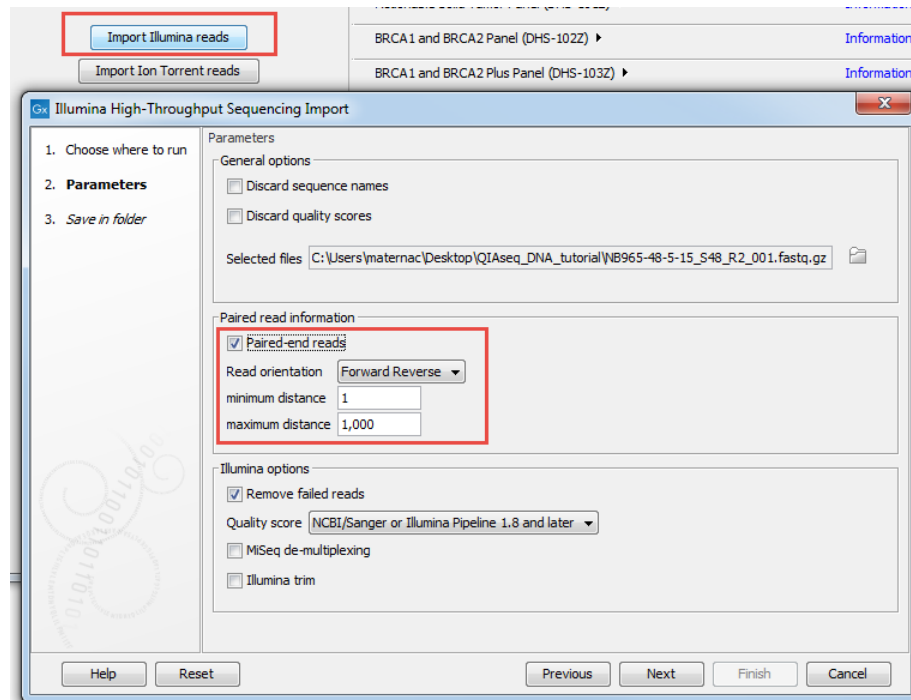 Import Illumina reads
BRCA1 and BRCA2 Panel (DHS-102Z) Information
Import Ion Torrent reads
BRCA1 and BRCA2 Plus Panel (DHS-103Z) Information
Gx Illumina High-Throughput Sequencing Import
1. Choose where to run
2. Parameters
3. Save in folder
Parameters
General options
Discard sequence names
Discard quality scores
Selected files C:\Users\maternac\Desktop\QIAseq_DNA_tutorial\NB965-48-5-15_S48_R2_001.fastq.gz
Paired read information
Paired-end reads
Read orientation Forward Reverse
minimum distance 1
maximum distance 1,000
Illumina options
Remove failed reads
Quality score NCBI/Sanger or Illumina Pipeline 1.8 and later
MiSeq de-multiplexing
Illumina trim
Help Reset Previous Next Finish Cancel